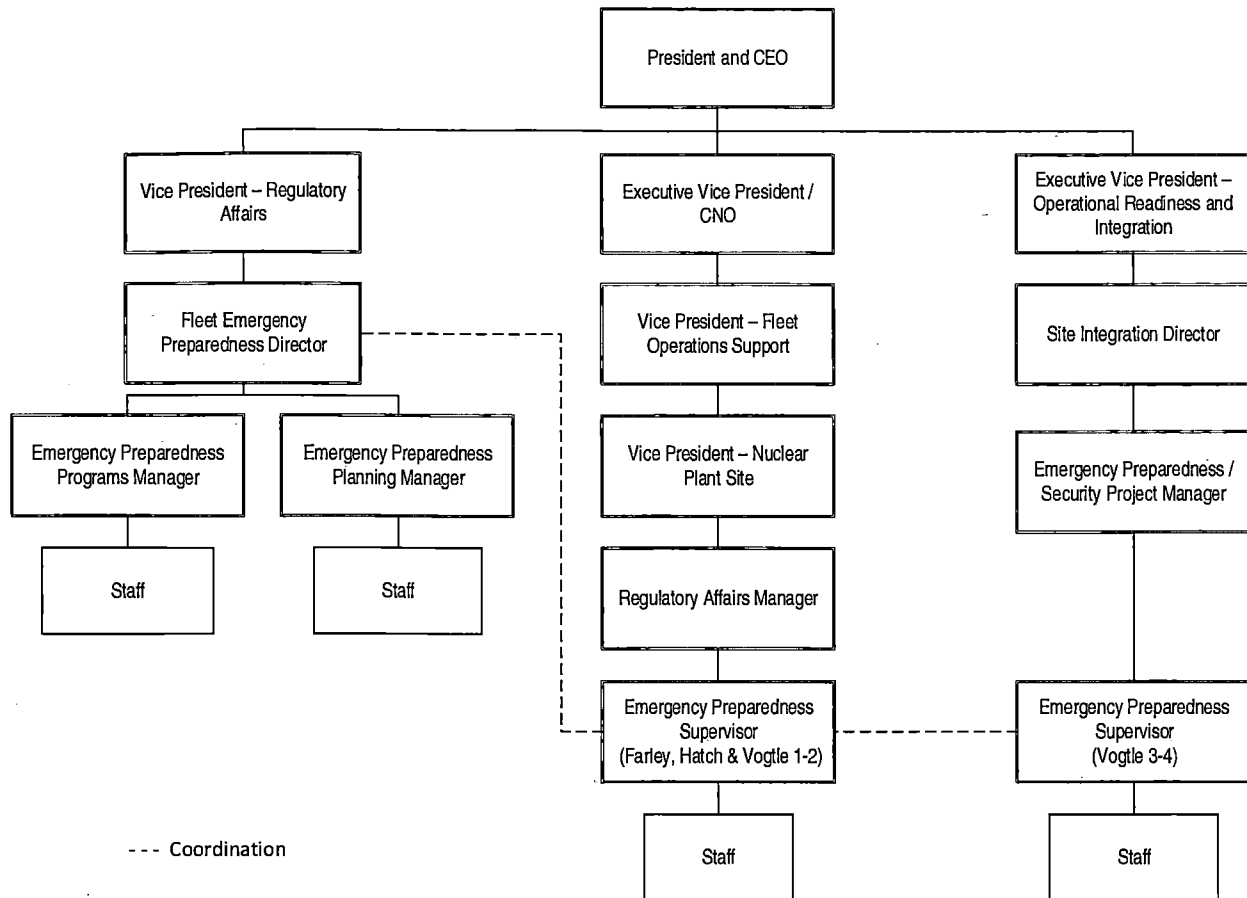 President and CEO
Vice President – Regulatory
Affairs
Executive Vice President /
CNO
Executive Vice President –
Operational Readiness and
Integration
Fleet Emergency
Preparedness Director
Vice President – Fleet
Operations Support
Site Integration Director
Emergency Preparedness
Programs Manager
Emergency Preparedness
Planning Manager
Vice President – Nuclear
Plant Site
Emergency Preparedness /
Security Project Manager
Staff
Staff
Regulatory Affairs Manager
Emergency Preparedness
Supervisor
(Farley, Hatch & Vogtle 1-2)
Emergency Preparedness
Supervisor
(Vogtle 3-4)
--- Coordination
Staff
Staff